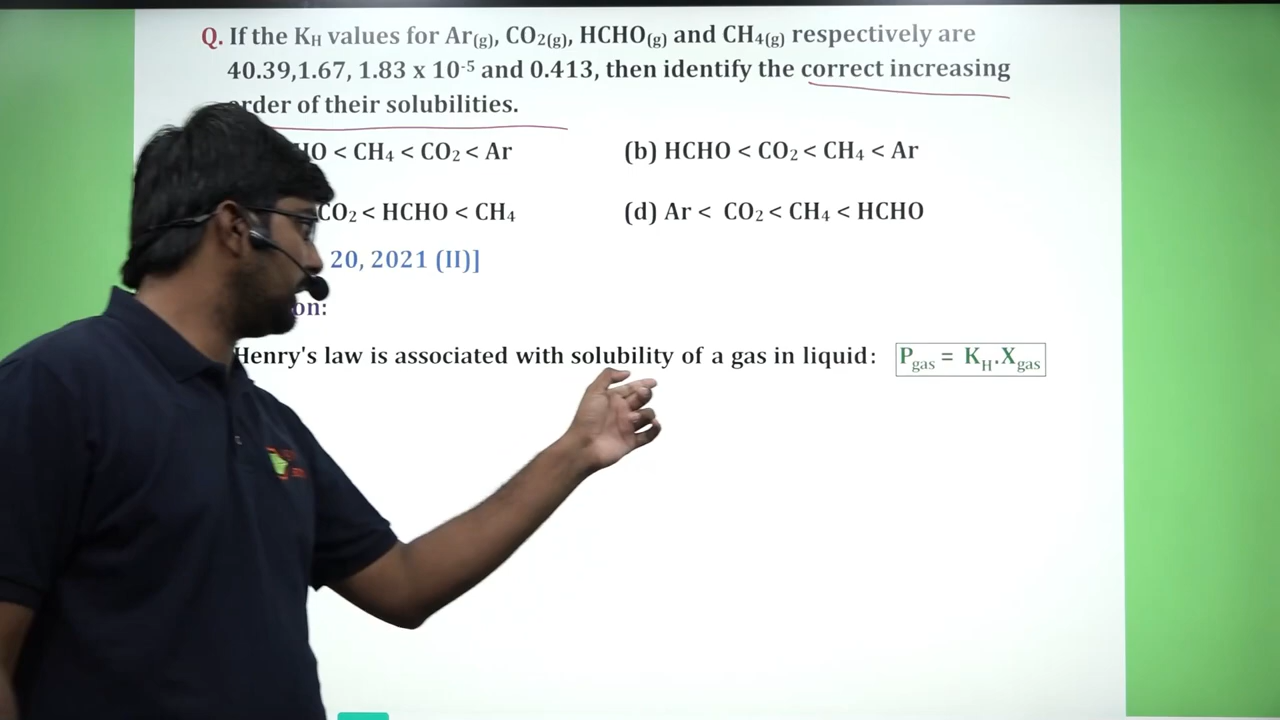 Q. If the KH values for Ar(g), CO2(g), HCHO(g) and CH4(g) respectively are
40.39,1.67, 1.83 x 10-5 and 0.413, then identify the correct increasing
order of their solubilities.
< CH4 < CO2 < Ar
(b) HCHO < CO2 < CH4 < Ar
CO2 < HCHO < CH4
(d) Ar < CO2 < CH4 < HCHO
20, 2021 (II)]
on:
Henry's law is associated with solubility of a gas in liquid: Pgas = KH.Xgas